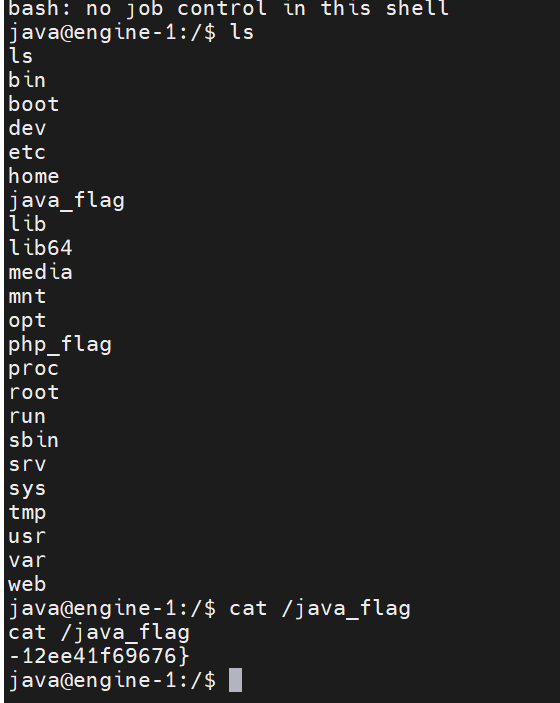 bash: no job control in this shell
java@engine-1:/$ ls
ls
bin
boot
dev
etc
home
java_flag
lib
lib64
media
mnt
opt
php_flag
proc
root
run
sbin
srv
sys
tmp
usr
var
web
java@engine-1:/$ cat /java_flag
cat /java_flag
-12ee41f69676}
java@engine-1:/$